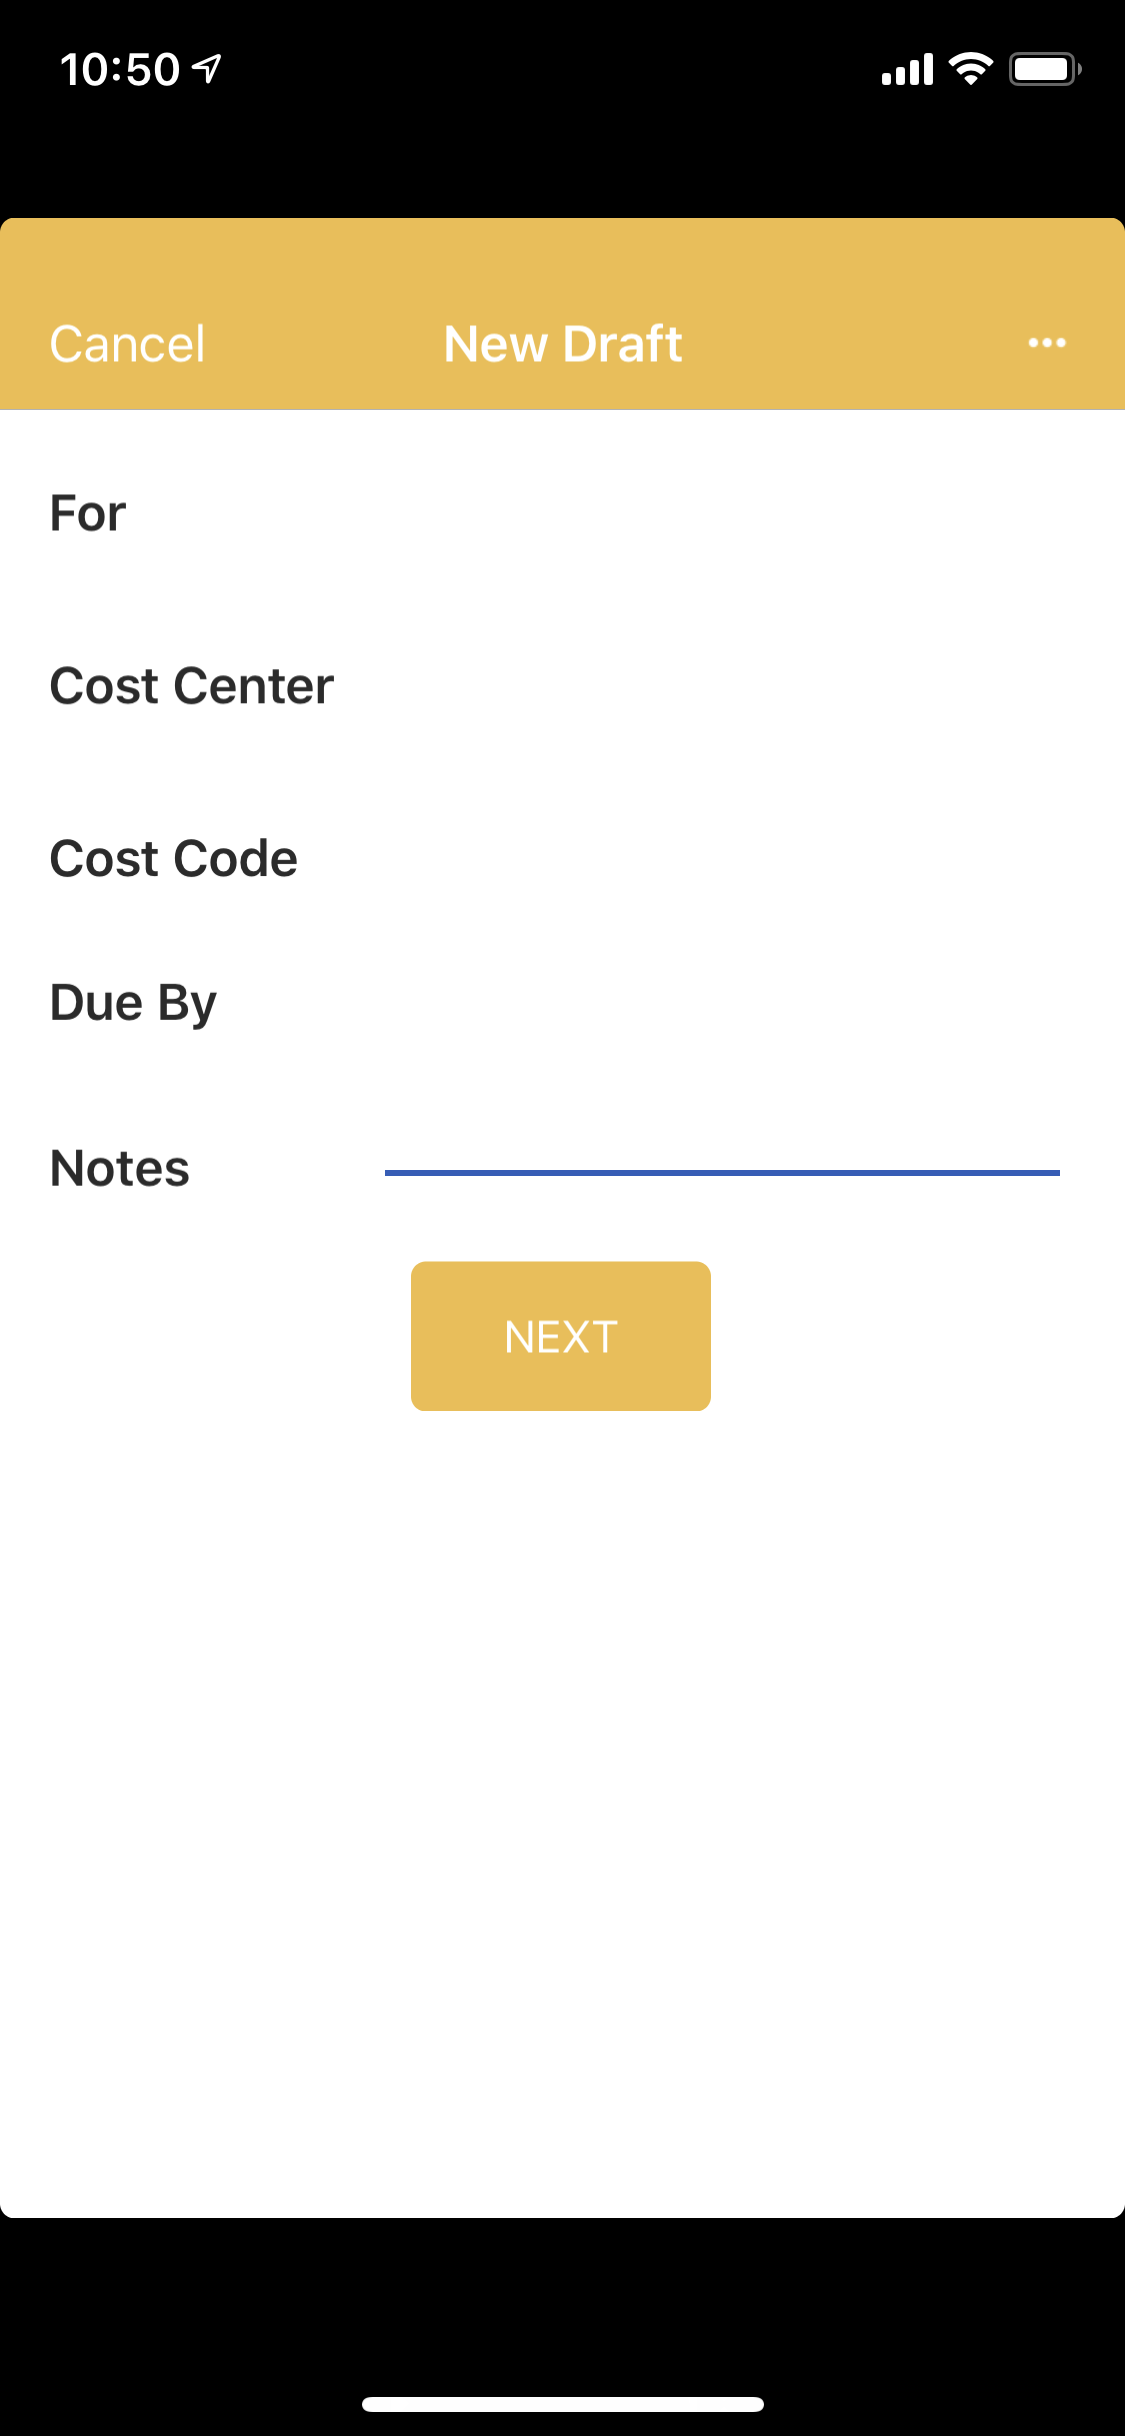 10:50
Cancel New Draft ...
For
Cost Center
Cost Code
Due By
Notes
NEXT